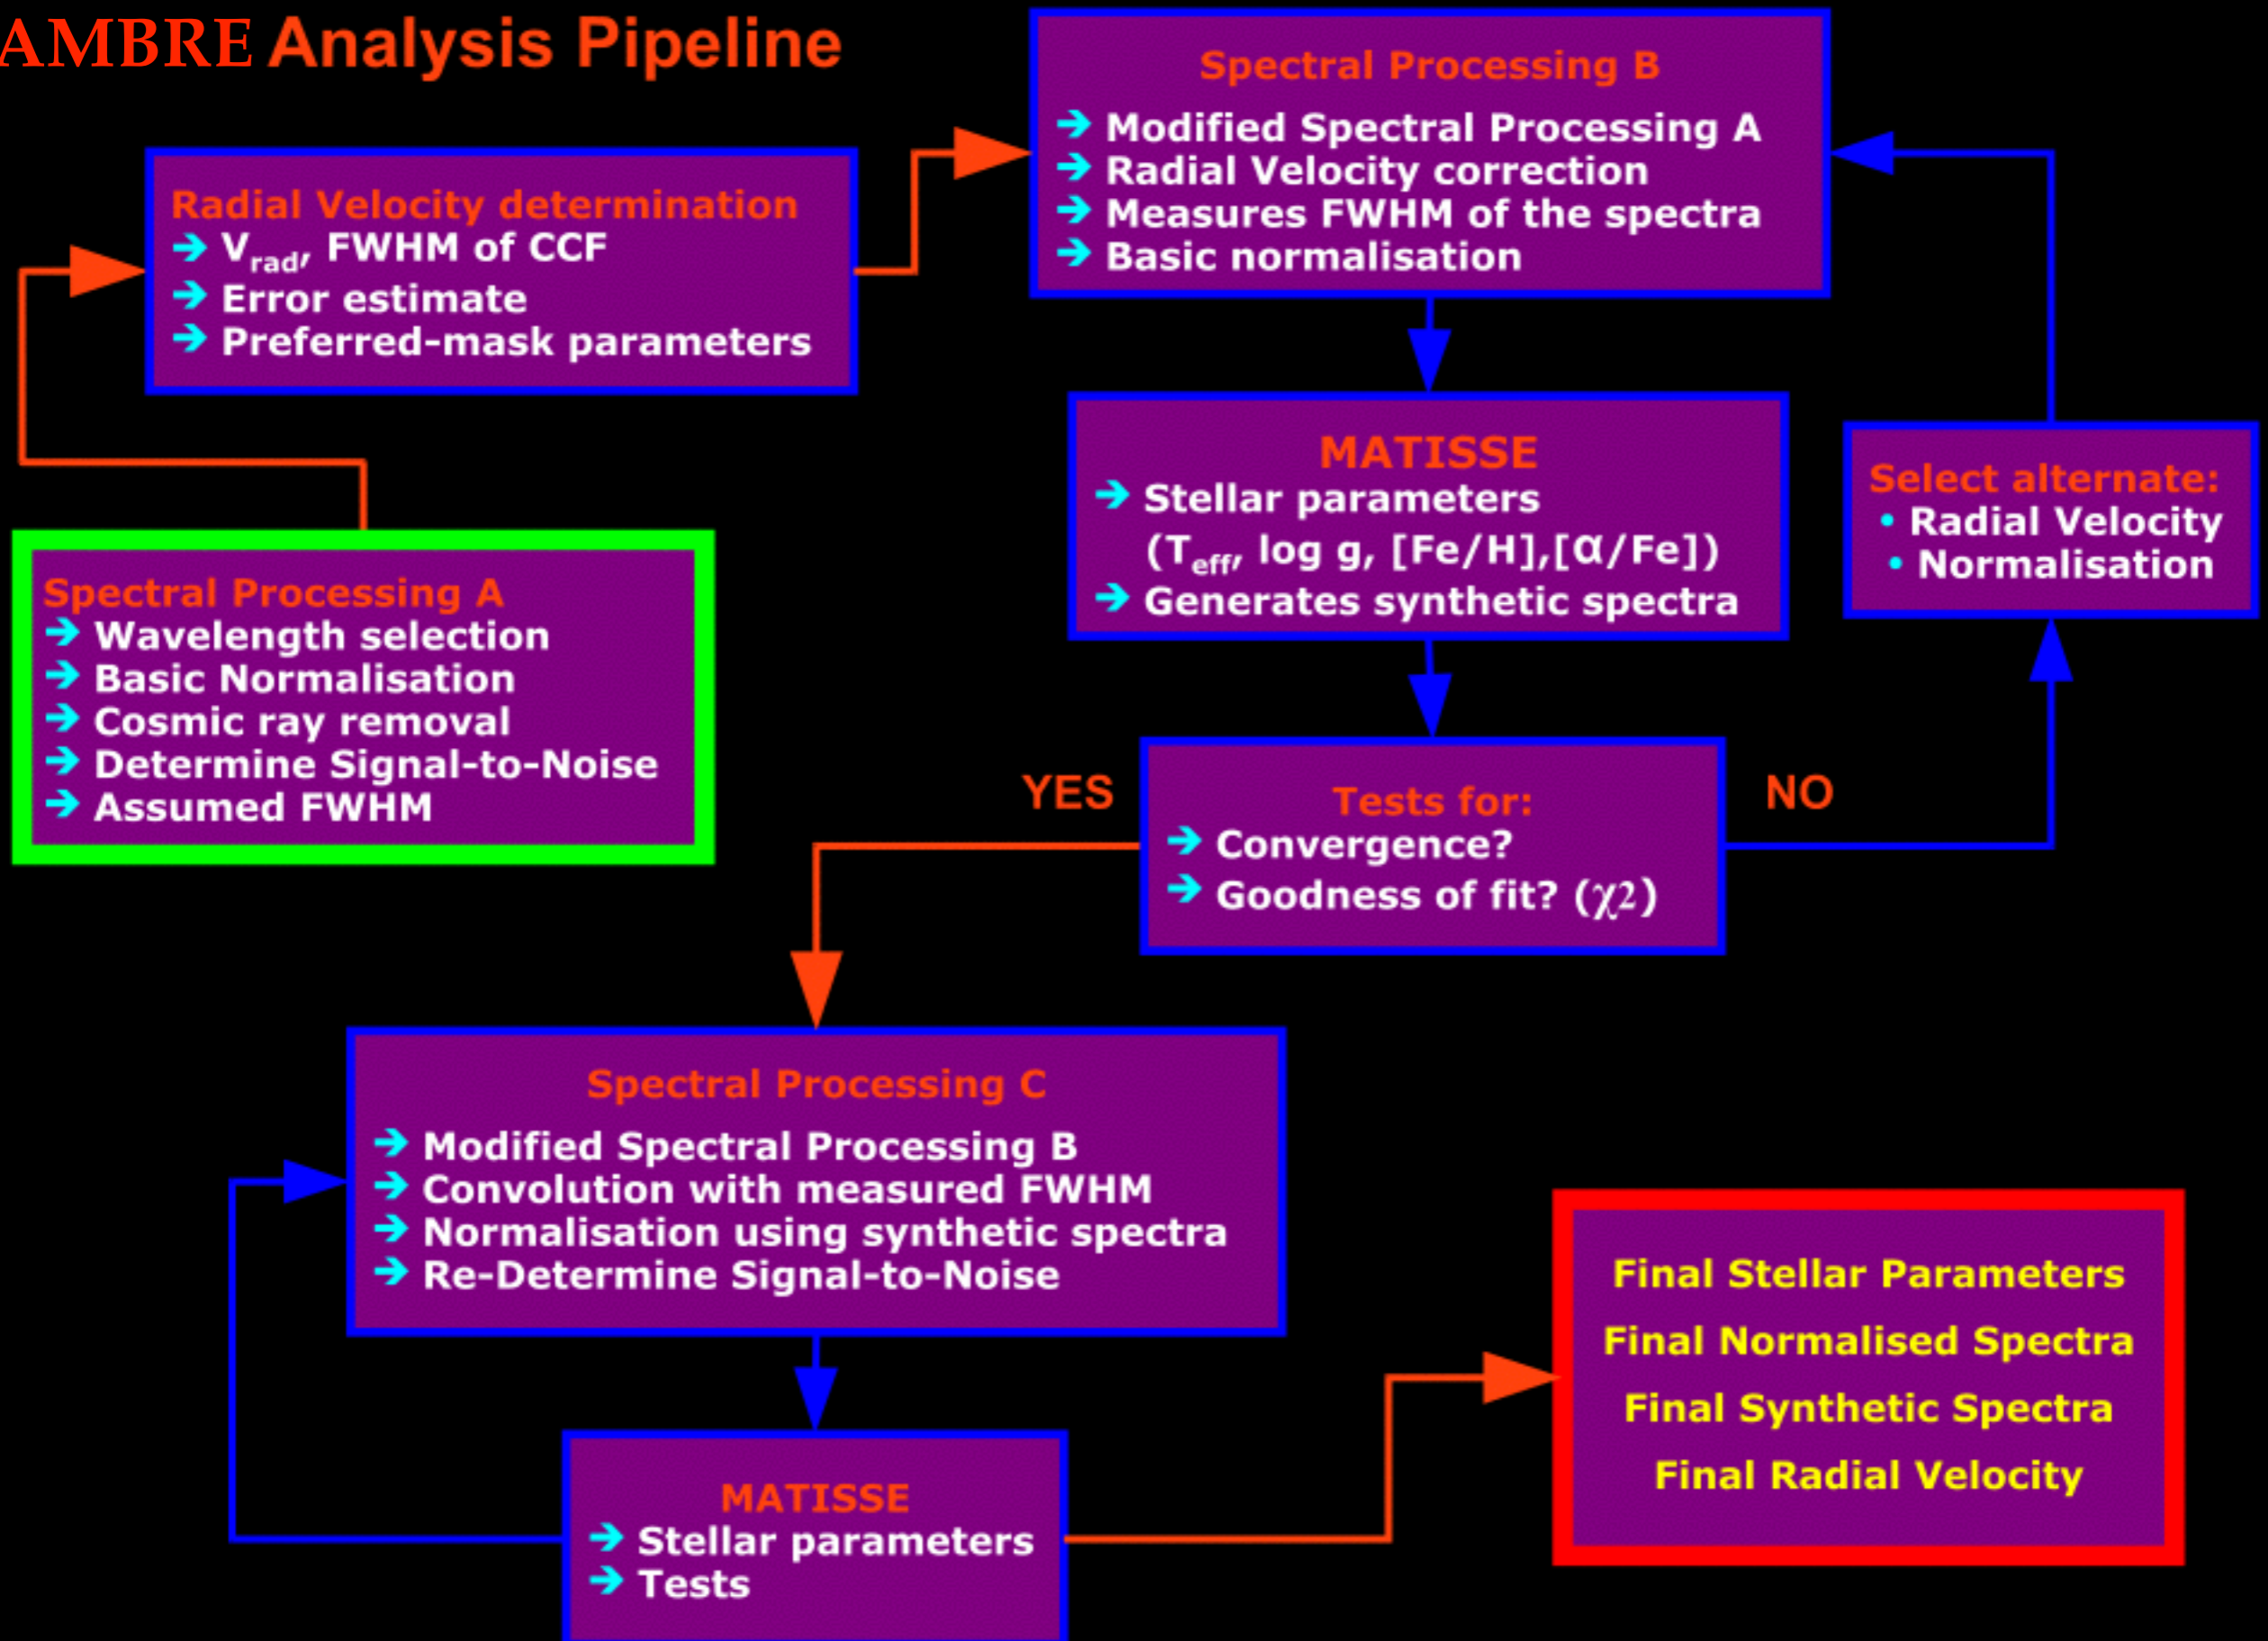 AMBRE Analysis Pipeline
Spectral Processing A
➔ Wavelength selection
➔ Basic Normalisation
➔ Cosmic ray removal
➔ Determine Signal-to-Noise
➔ Assumed FWHM
Radial Velocity determination
➔ Vrad, FWHM of CCF
➔ Error estimate
➔ Preferred-mask parameters
Spectral Processing B
➔ Modified Spectral Processing A
➔ Radial Velocity correction
➔ Measures FWHM of the spectra
➔ Basic normalisation
MATISSE
➔ Stellar parameters
(Teff, log g, [Fe/H],[α/Fe])
➔ Generates synthetic spectra
Tests for:
➔ Convergence?
➔ Goodness of fit? (χ2)
NO
Select alternate:
• Radial Velocity
• Normalisation
YES
Spectral Processing C
➔ Modified Spectral Processing B
➔ Convolution with measured FWHM
➔ Normalisation using synthetic spectra
➔ Re-Determine Signal-to-Noise
MATISSE
➔ Stellar parameters
➔ Tests
Final Stellar Parameters
Final Normalised Spectra
Final Synthetic Spectra
Final Radial Velocity